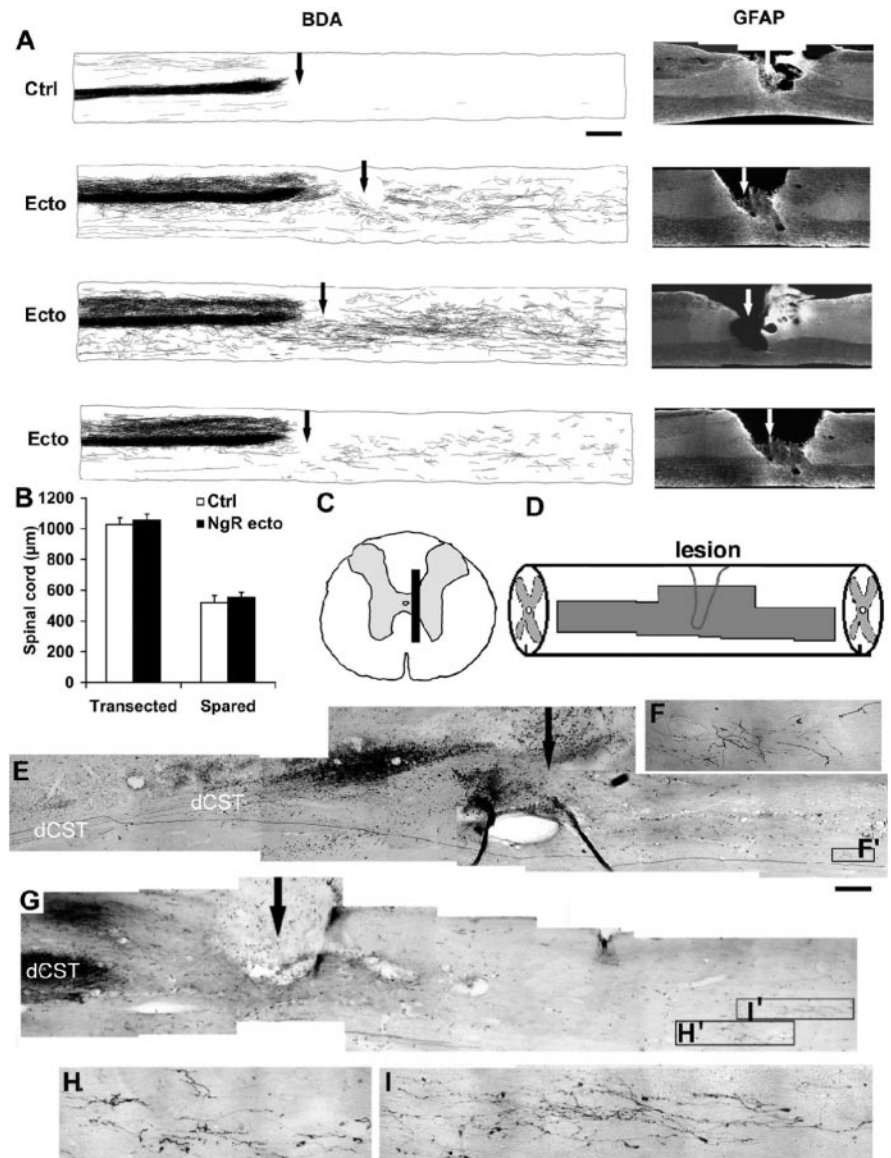 BDA GFAP
A
Ctrl
Ecto
Ecto
Ecto
B C D
1200
1000
800
600
400
200
0
Spinal cord (µm)
Ctrl
NgR ecto
Transected Spared
lesion
E F
dCST
dCST
F'
G
dCST
I'
H'
H I